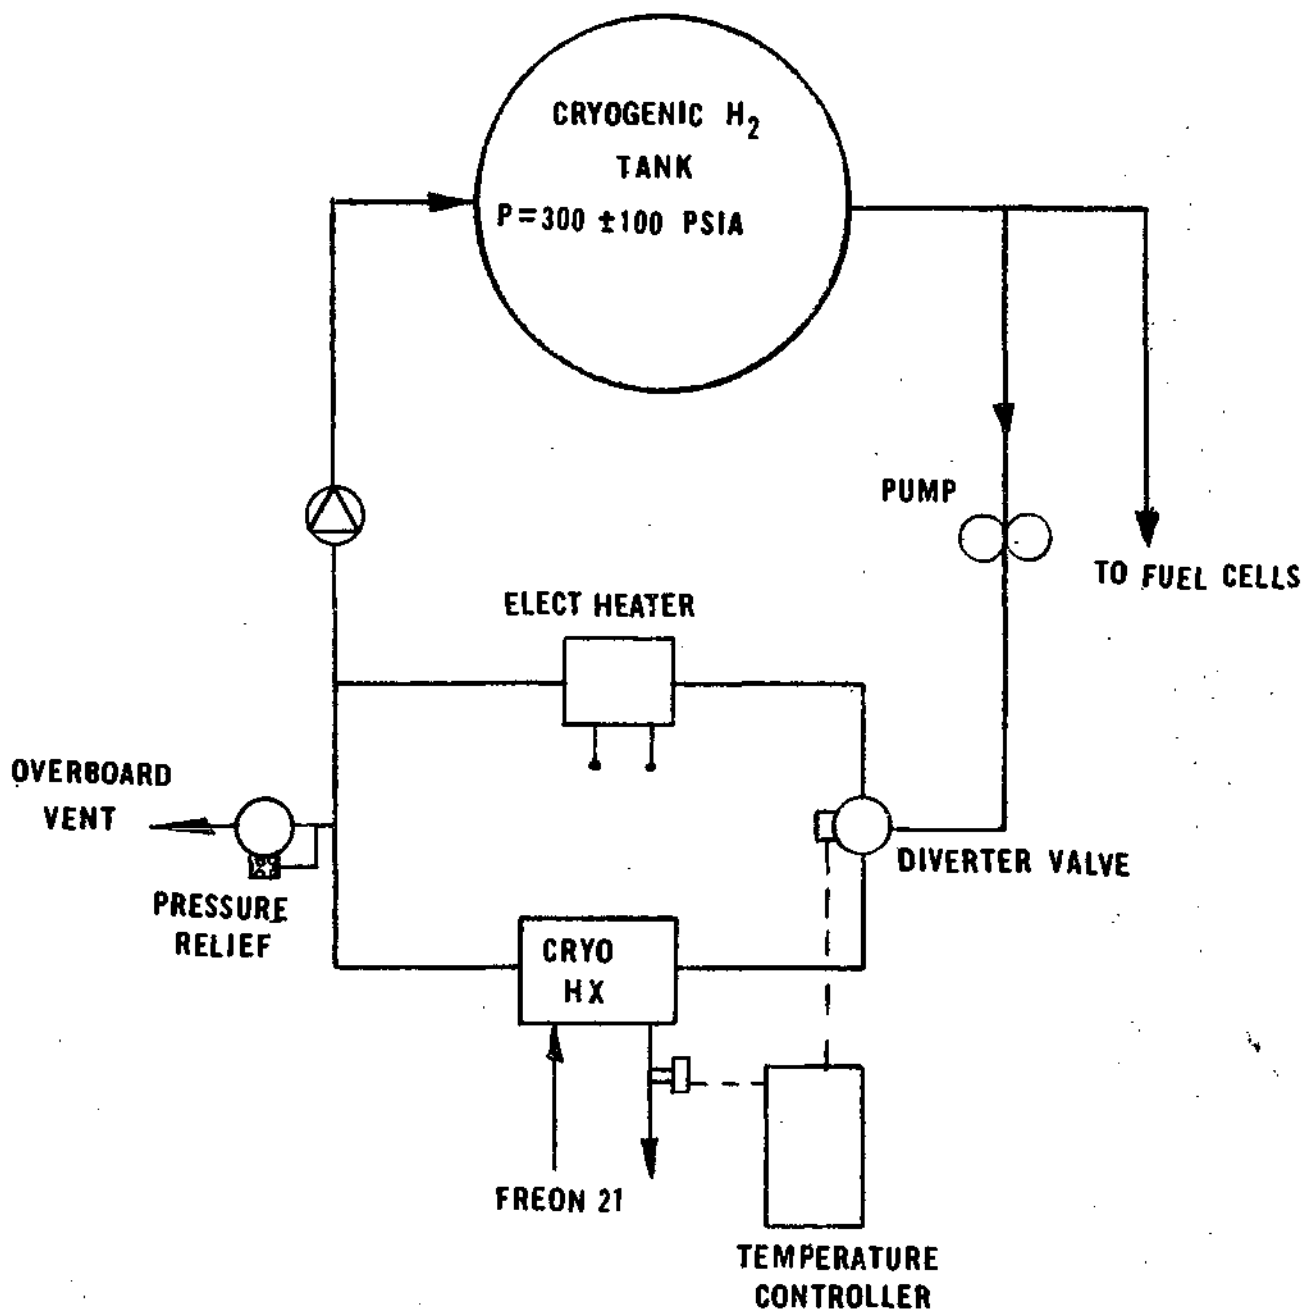 CRYOGENIC H₂
TANK
P=300 ±100 PSIA
PUMP
TO FUEL CELLS
ELECT HEATER
OVERBOARD
VENT
DIVERTER VALVE
PRESSURE
RELIEF
CRYO
HX
FREON 21
TEMPERATURE
CONTROLLER